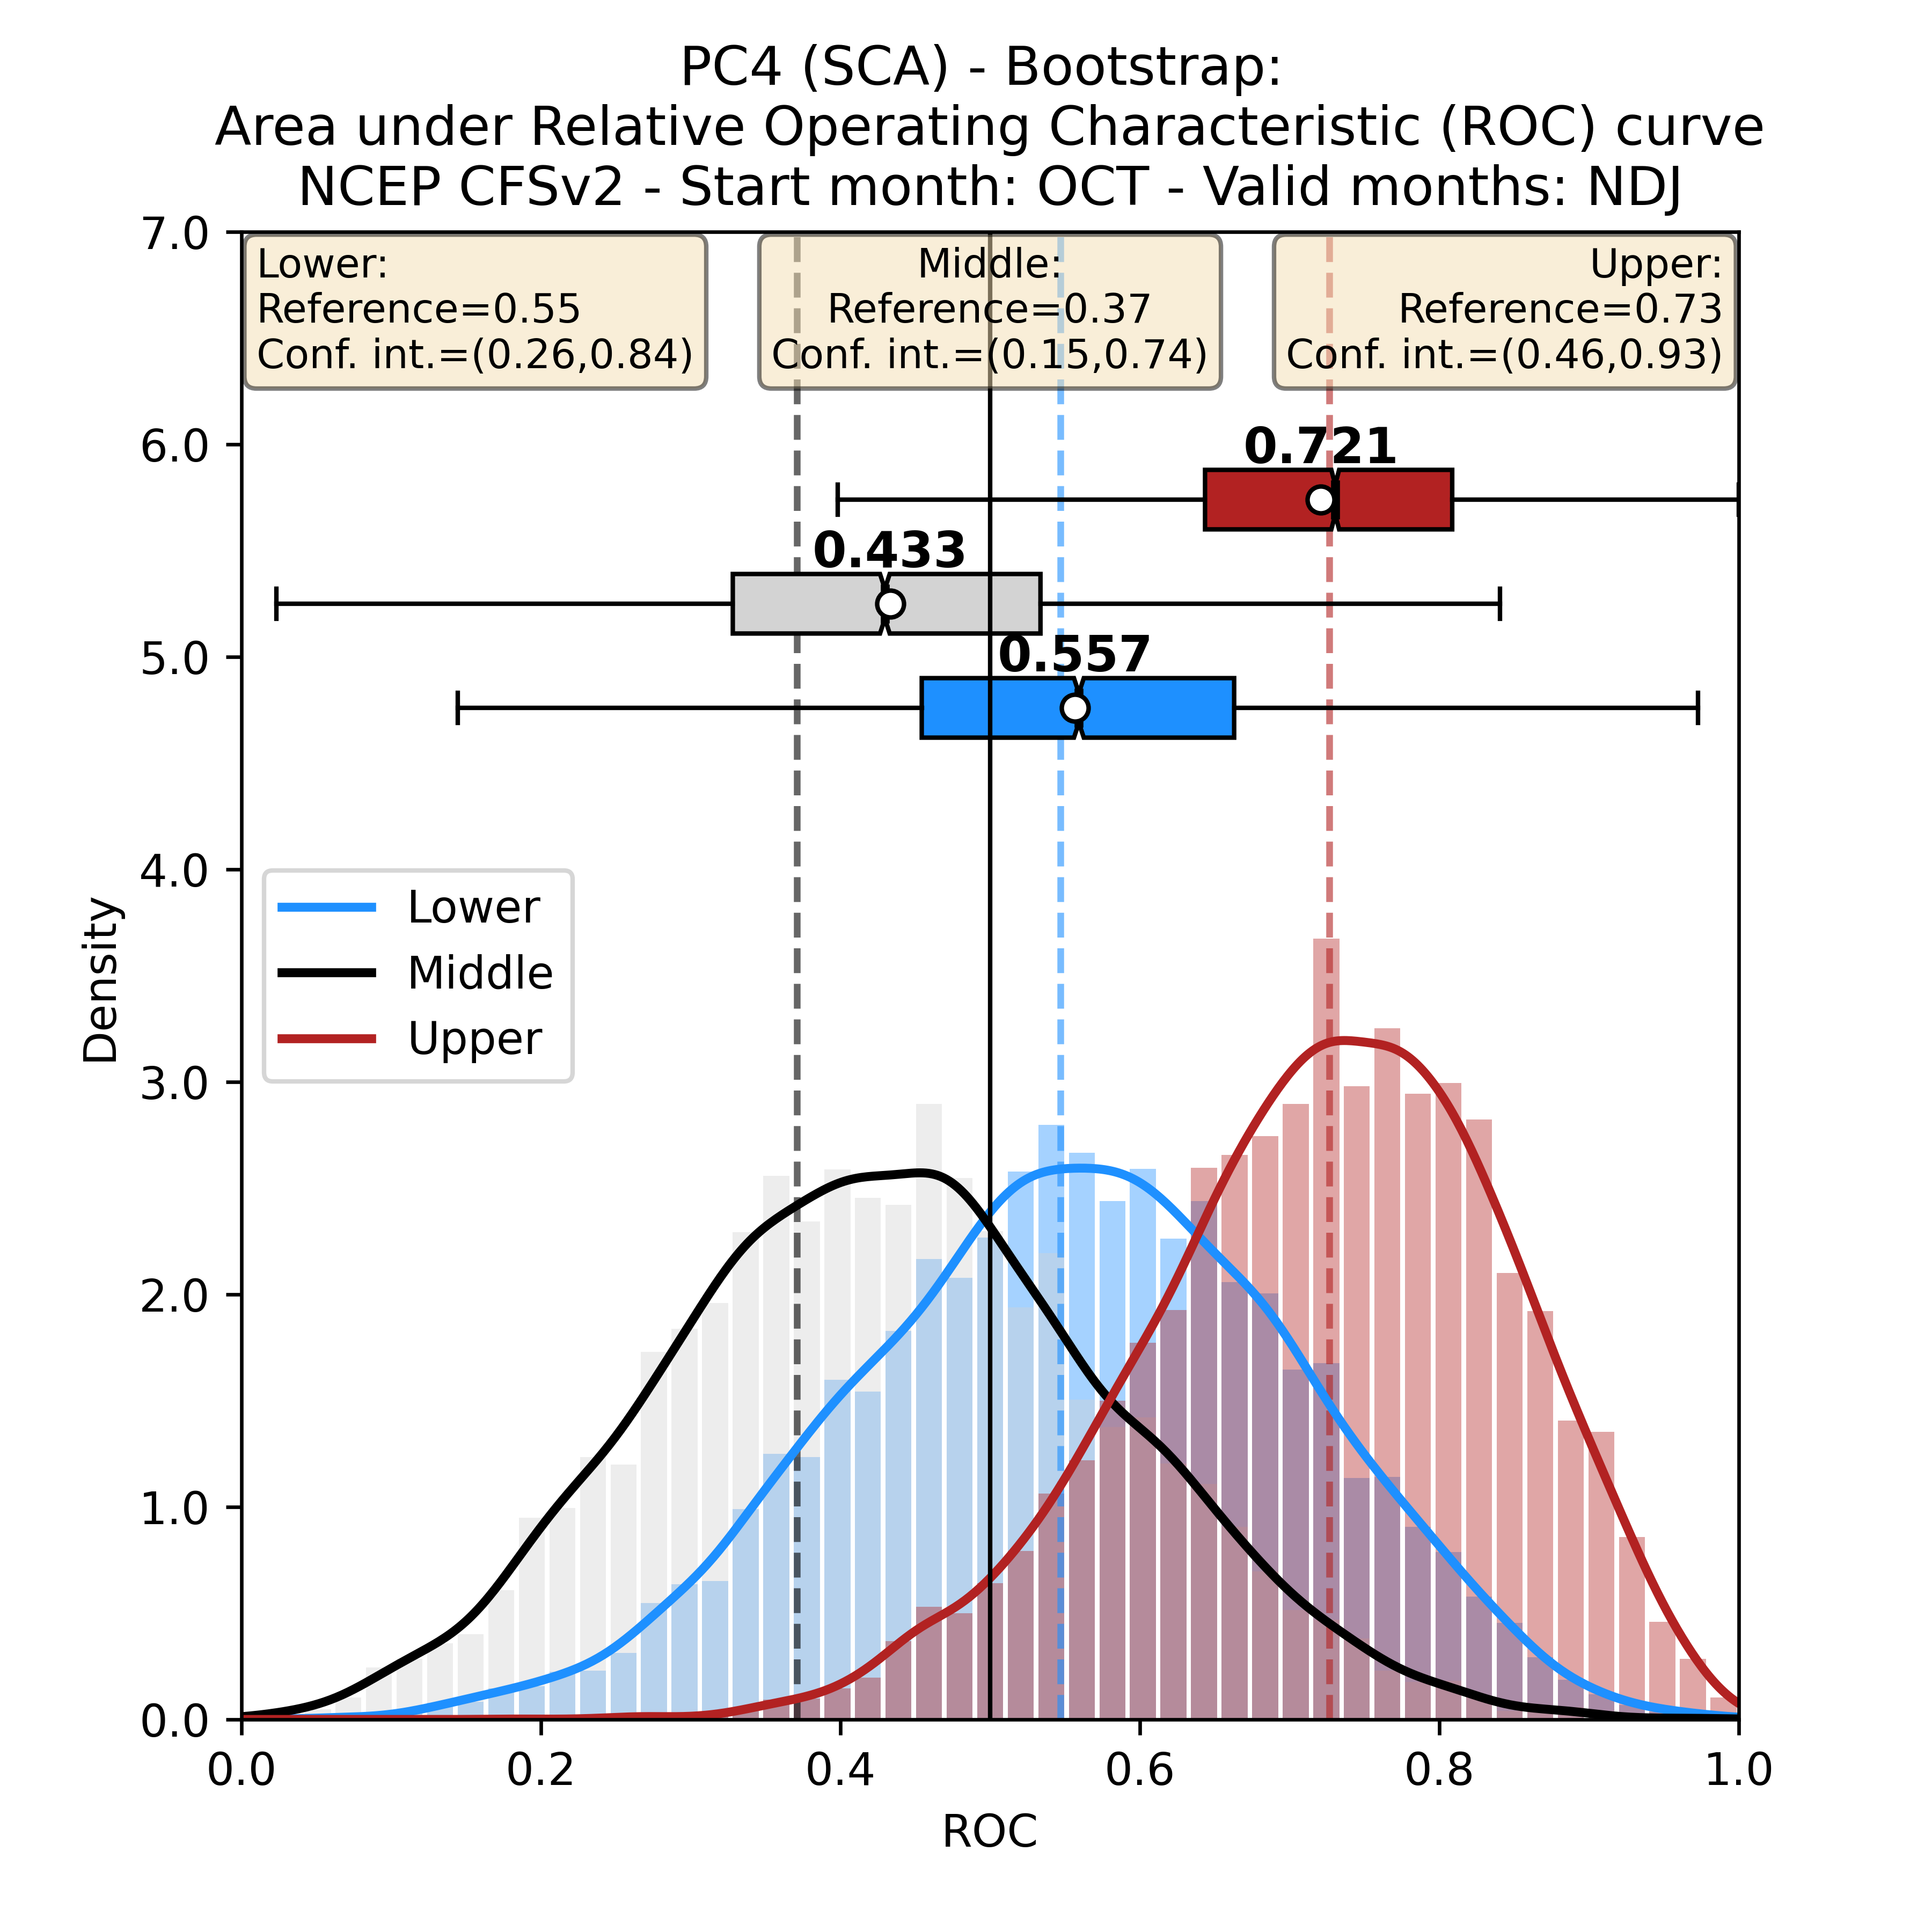 PC4 (SCA) - Bootstrap:
Area under Relative Operating Characteristic (ROC) curve
NCEP CFSv2 - Start month: OCT - Valid months: NDJ
Lower:
Reference=0.55
Conf. int.=(0.26,0.84)
Middle:
Reference=0.37
Conf. int.=(0.15,0.74)
Upper:
Reference=0.73
Conf. int.=(0.46,0.93)
0.721
0.433
0.557
7.0
6.0
5.0
4.0
3.0
2.0
1.0
0.0
Density
Lower
Middle
Upper
0.0 0.2 0.4 0.6 0.8 1.0
ROC